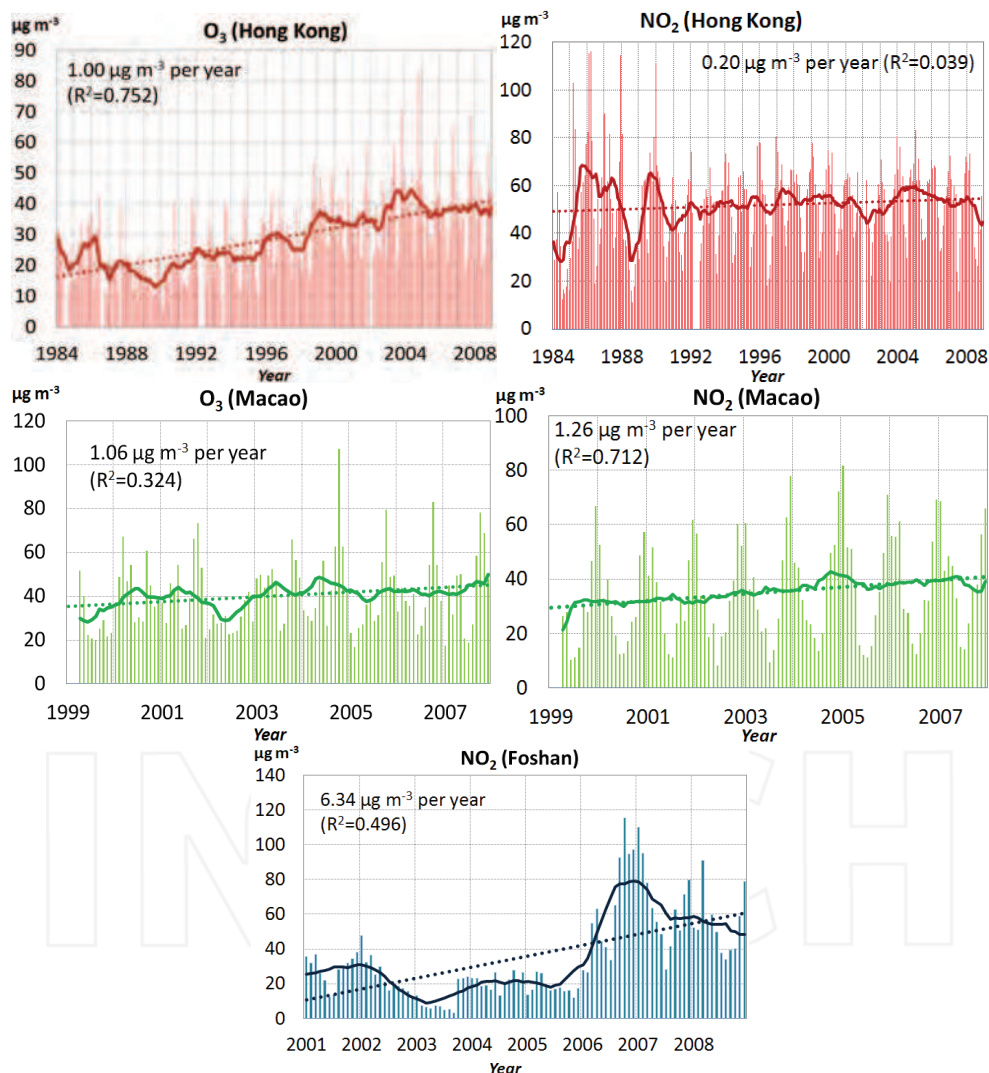 µg m-3
O3 (Hong Kong)
90
80
70
60
50
40
30
20
10
0
1.00 µg m-3 per year
(R2=0.752)
1984 1988 1992 1996 2000 2004 2008
Year
µg m-3
NO2 (Hong Kong)
120
100
80
60
40
20
0
0.20 µg m-3 per year (R2=0.039)
1984 1988 1992 1996 2000 2004 2008
Year
µg m-3
O3 (Macao)
120
100
80
60
40
20
0
1.06 µg m-3 per year
(R2=0.324)
1999 2001 2003 2005 2007
Year
µg m-3
NO2 (Macao)
100
80
60
40
20
0
1.26 µg m-3 per year
(R2=0.712)
1999 2001 2003 2005 2007
Year
µg m-3
NO2 (Foshan)
140
120
100
80
60
40
20
0
6.34 µg m-3 per year
(R2=0.496)
2001 2002 2003 2004 2005 2006 2007 2008
Year